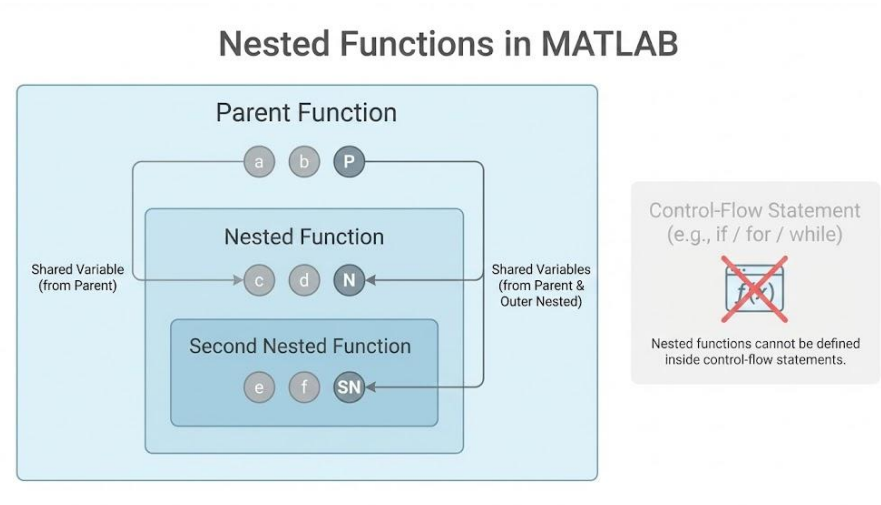 Nested Functions in MATLAB
Parent Function
a b P
Nested Function
Shared Variable
(from Parent)
c d N
Shared Variables
(from Parent &
Outer Nested)
Second Nested Function
e f SN
Control-Flow Statement
(e.g., if / for / while)
f(x)
Nested functions cannot be defined
inside control-flow statements.